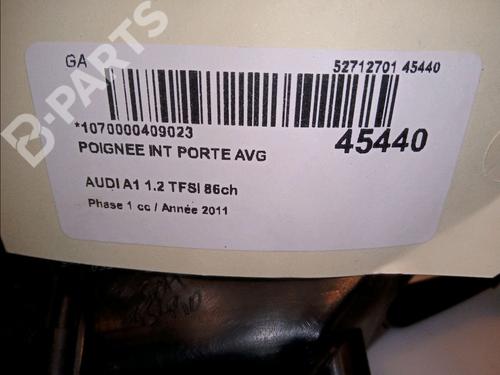 GA
52712701 45440
*1070000409023
45440
POIGNEE INT PORTE AVG
AUDI A1 1.2 TFSI 86ch
Phase 1 cc / Année 2011
B-PARTS
45440